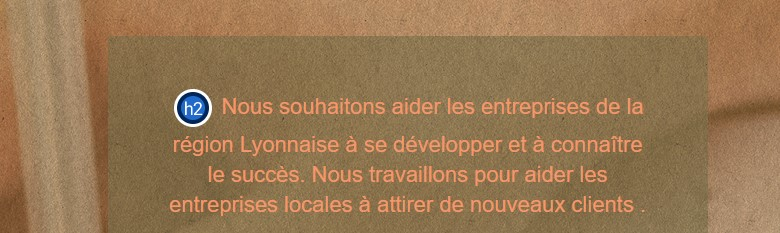 h2 Nous souhaitons aider les entreprises de la
région Lyonnaise à se développer et à connaître
le succès. Nous travaillons pour aider les
entreprises locales à attirer de nouveaux clients .